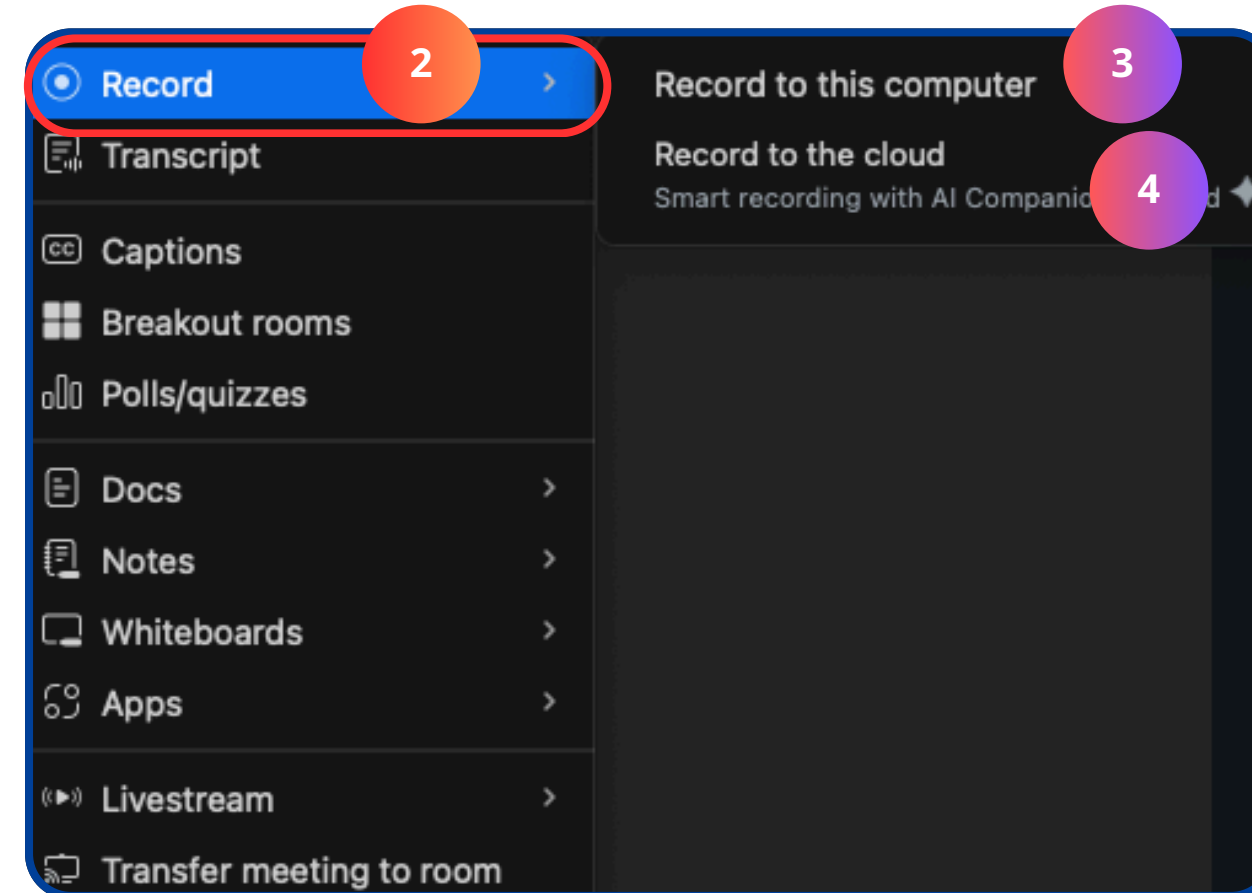 2
Record
Transcript
Captions
Breakout rooms
Polls/quizzes
Docs
Notes
Whiteboards
Apps
Livestream
Transfer meeting to room
3
Record to this computer
Record to the cloud
Smart recording with AI
4
CC